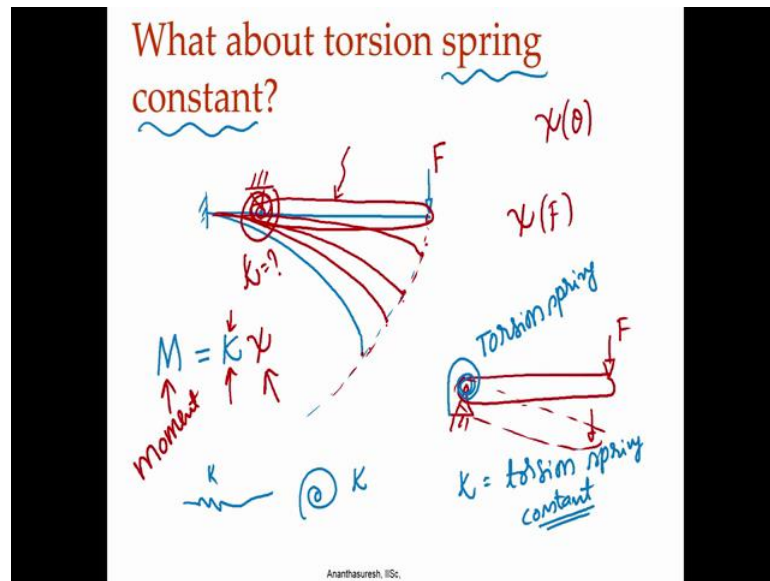 What about torsion spring
constant?
F
χ(θ)
χ(F)
K=?
M = K χ
moment
K
K
Torsion spring
F
K = torsion spring
constant
Ananthasuresh, IISc,